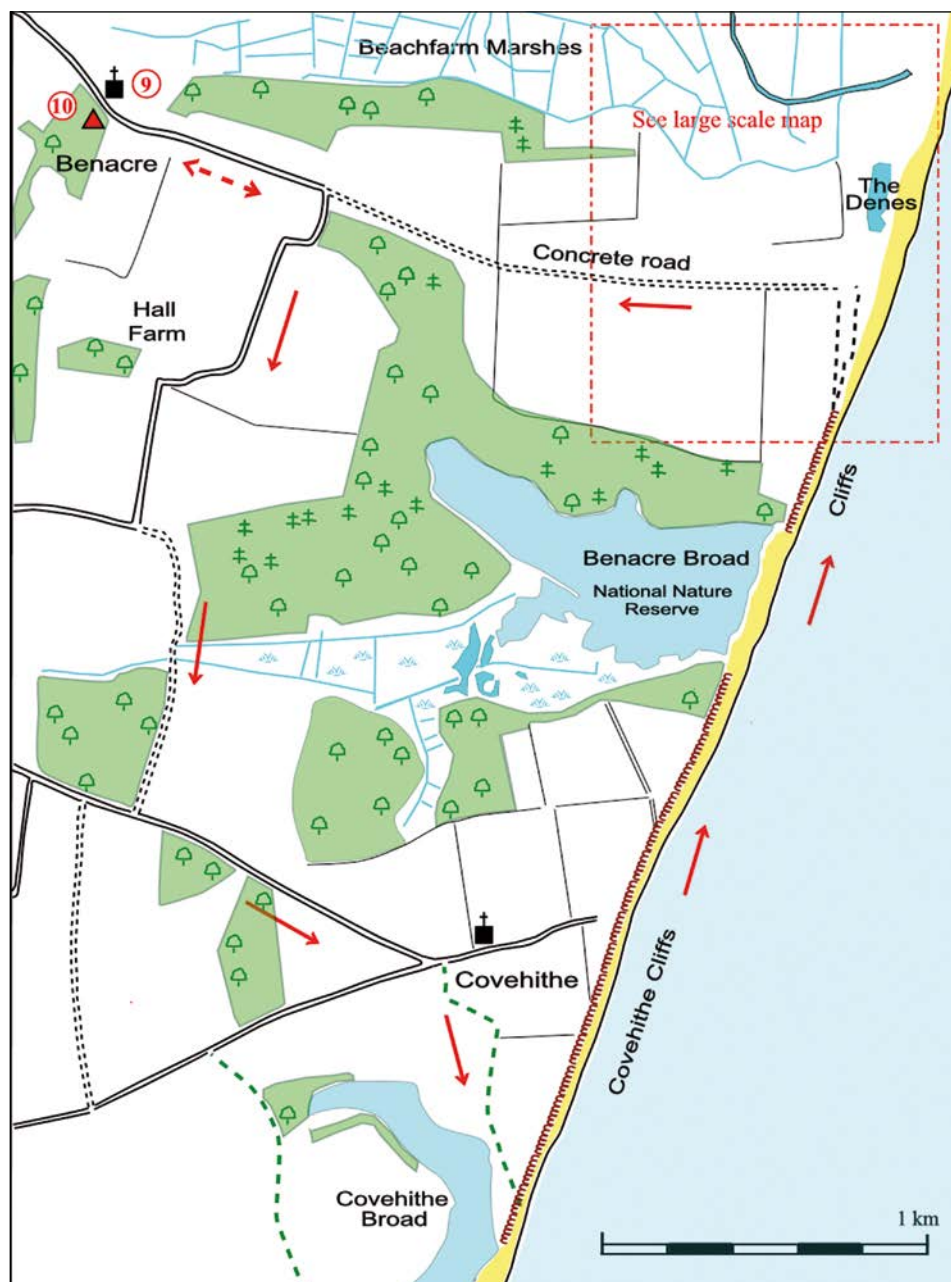 Beachfarm Marshes
9
10
See large scale map
Benacre
The
Denes
Concrete road
Hall
Farm
Cliffs
Benacre Broad
National Nature
Reserve
Covehithe
Covehithe Cliffs
Covehithe
Broad
1 km